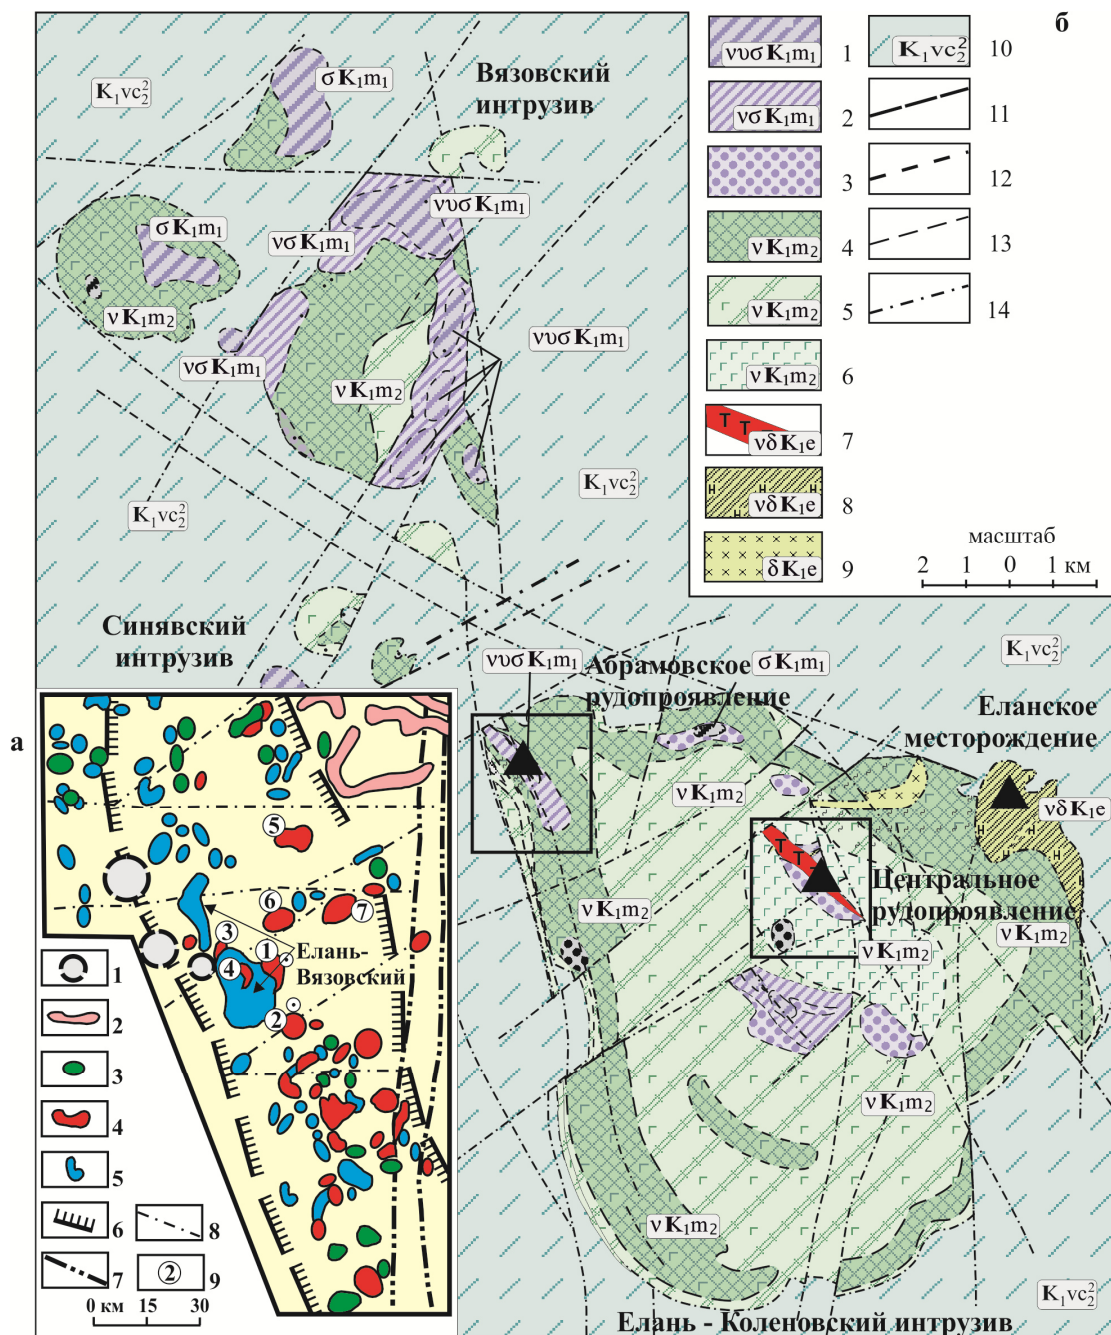 б
νυσK₁m₁ 1
νσK₁m₁ 2
3
νK₁m₂ 4
νK₁m₂ 5
νK₁m₂ 6
Т Т νδK₁e 7
Н Н νδK₁e 8
δK₁e 9
K₁vc₂² 10
11
12
13
14
масштаб
2 1 0 1 км
K₁vc₂²
σK₁m₁
Вязовский
интрузив
νυσK₁m₁
σK₁m₁
νσK₁m₁
νK₁m₂
νσK₁m₁
νυσK₁m₁
νK₁m₂
K₁vc₂²
K₁vc₂²
Синявский
интрузив
νυσK₁m₁
Абрамовское
рудопроявление
σK₁m₁
K₁vc₂²
Еланское
месторождение
νK₁m₂
νδK₁e
Н Н
Т Т
Центральное
рудопроявление
νK₁m₂
νK₁m₂
νK₁m₂
νK₁m₂
νK₁m₂
K₁vc₂²
Елань - Коленовский интрузив
а
5
6
7
3
1
4
Елань-
Вязовский
2
1
2
3
4
5
6
7
8
② 9
0 км 15 30